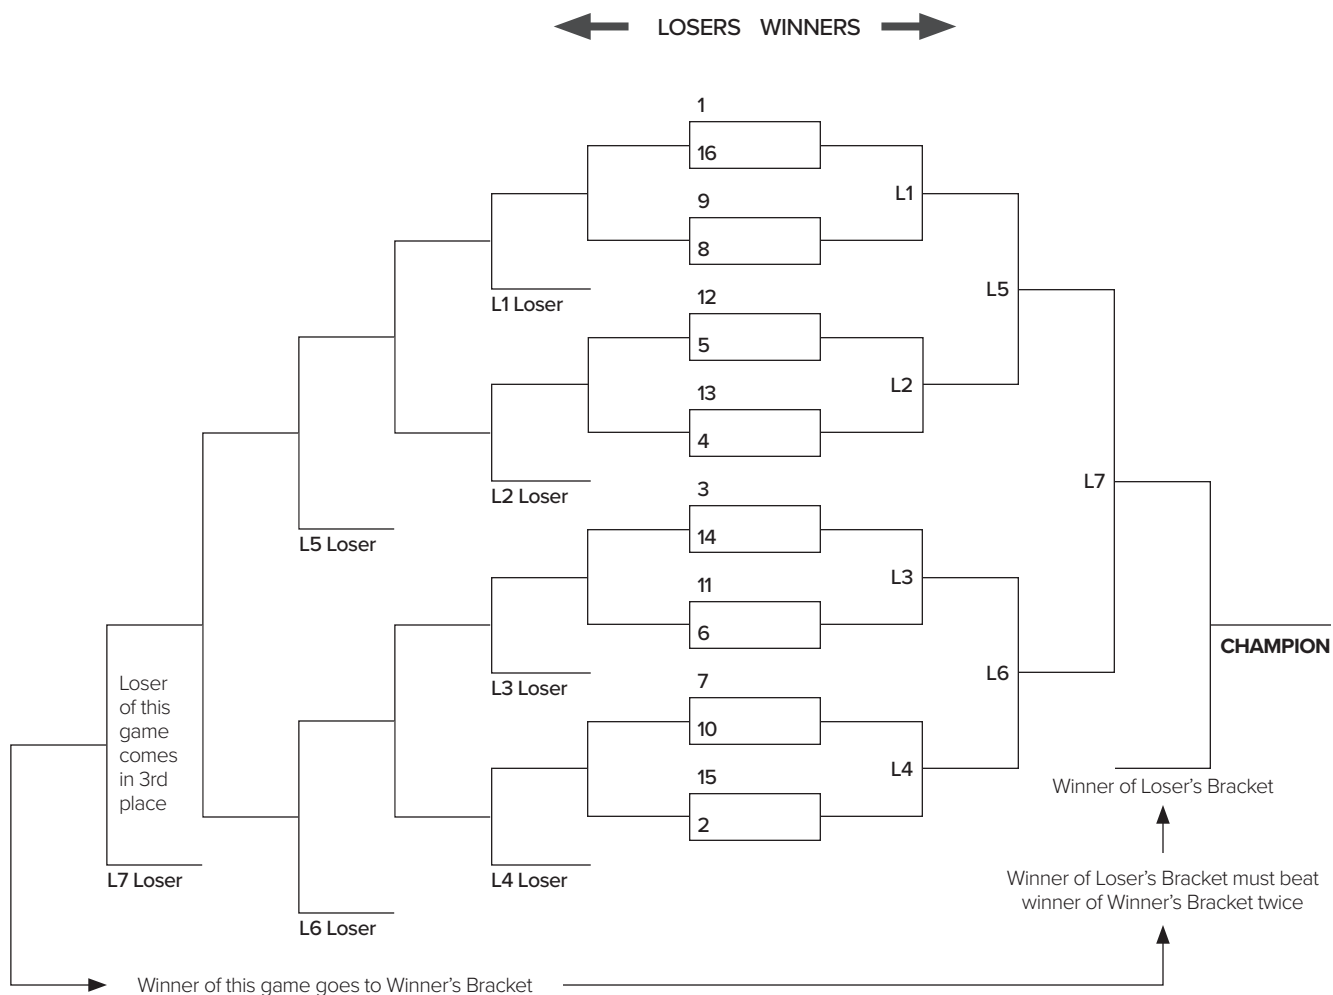 LOSERS WINNERS
1
16
9
8
L1
L1 Loser
12
5
L5
13
4
L2
L2 Loser
3
14
L7
L5 Loser
11
6
L3
L3 Loser
CHAMPION
7
10
L6
Loser
of this
game
comes
in 3rd
place
15
2
L4
Winner of Loser's Bracket
L7 Loser
L4 Loser
Winner of Loser's Bracket must beat
winner of Winner's Bracket twice
L6 Loser
Winner of this game goes to Winner's Bracket